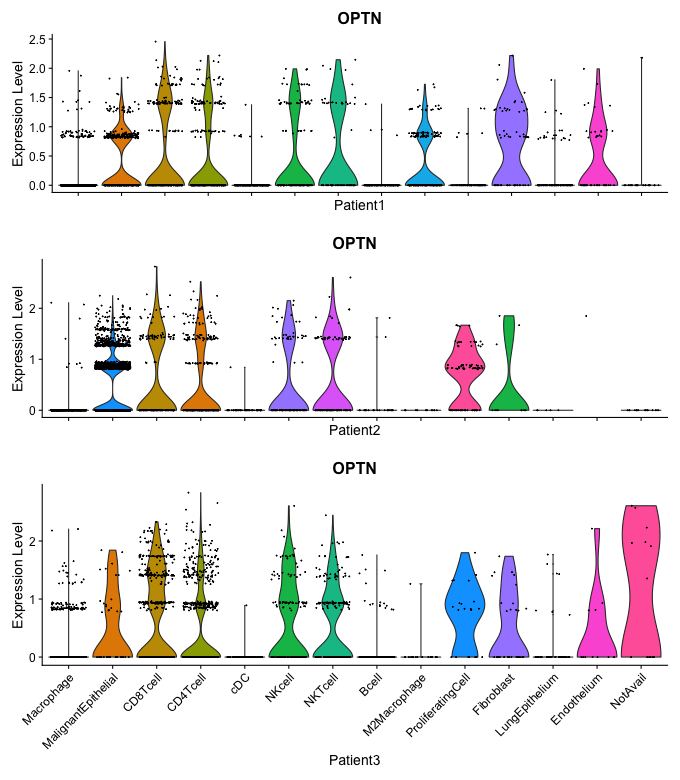 OPTN
Expression Level
2.5
2.0
1.5
1.0
0.5
0.0
Patient1
OPTN
Expression Level
2
1
0
Patient2
OPTN
Expression Level
2
1
0
Macrophage
MalignantEpithelial
CD8Tcell
CD4Tcell
cDC
NKcell
NKTcell
Bcell
M2Macrophage
ProliferatingCell
Fibroblast
LungEpithelium
Endothelium
NotAvail
Patient3